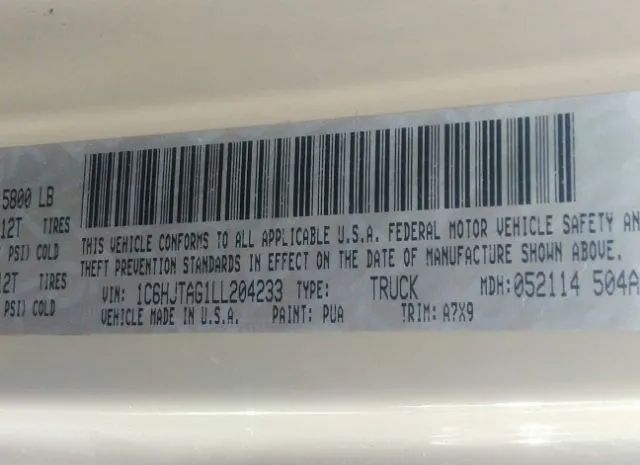 5800 LB
12T TIRES
PSI) COLD
12T TIRES
PSI) COLD
THIS VEHICLE CONFORMS TO ALL APPLICABLE U.S.A. FEDERAL MOTOR VEHICLE SAFETY AN
THEFT PREVENTION STANDARDS IN EFFECT ON THE DATE OF MANUFACTURE SHOWN ABOVE.
VIN: 1C6HJTAG1LL204233 TYPE: TRUCK MDH: 052114 504A
VEHICLE MADE IN U.S.A. PAINT: PUA TRIM: A7X9